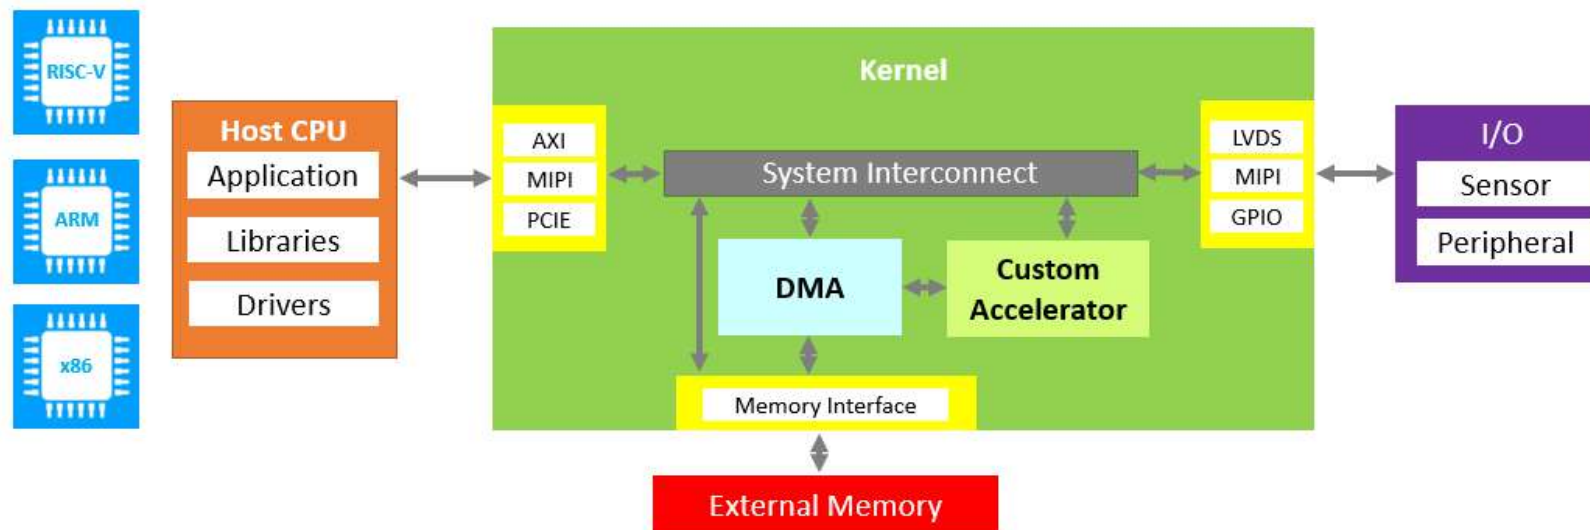 RISC-V
ARM
x86
Host CPU
Application
Libraries
Drivers
Kernel
AXI
MIPI
PCIE
System Interconnect
DMA
Custom
Accelerator
Memory Interface
LVDS
MIPI
GPIO
I/O
Sensor
Peripheral
External Memory